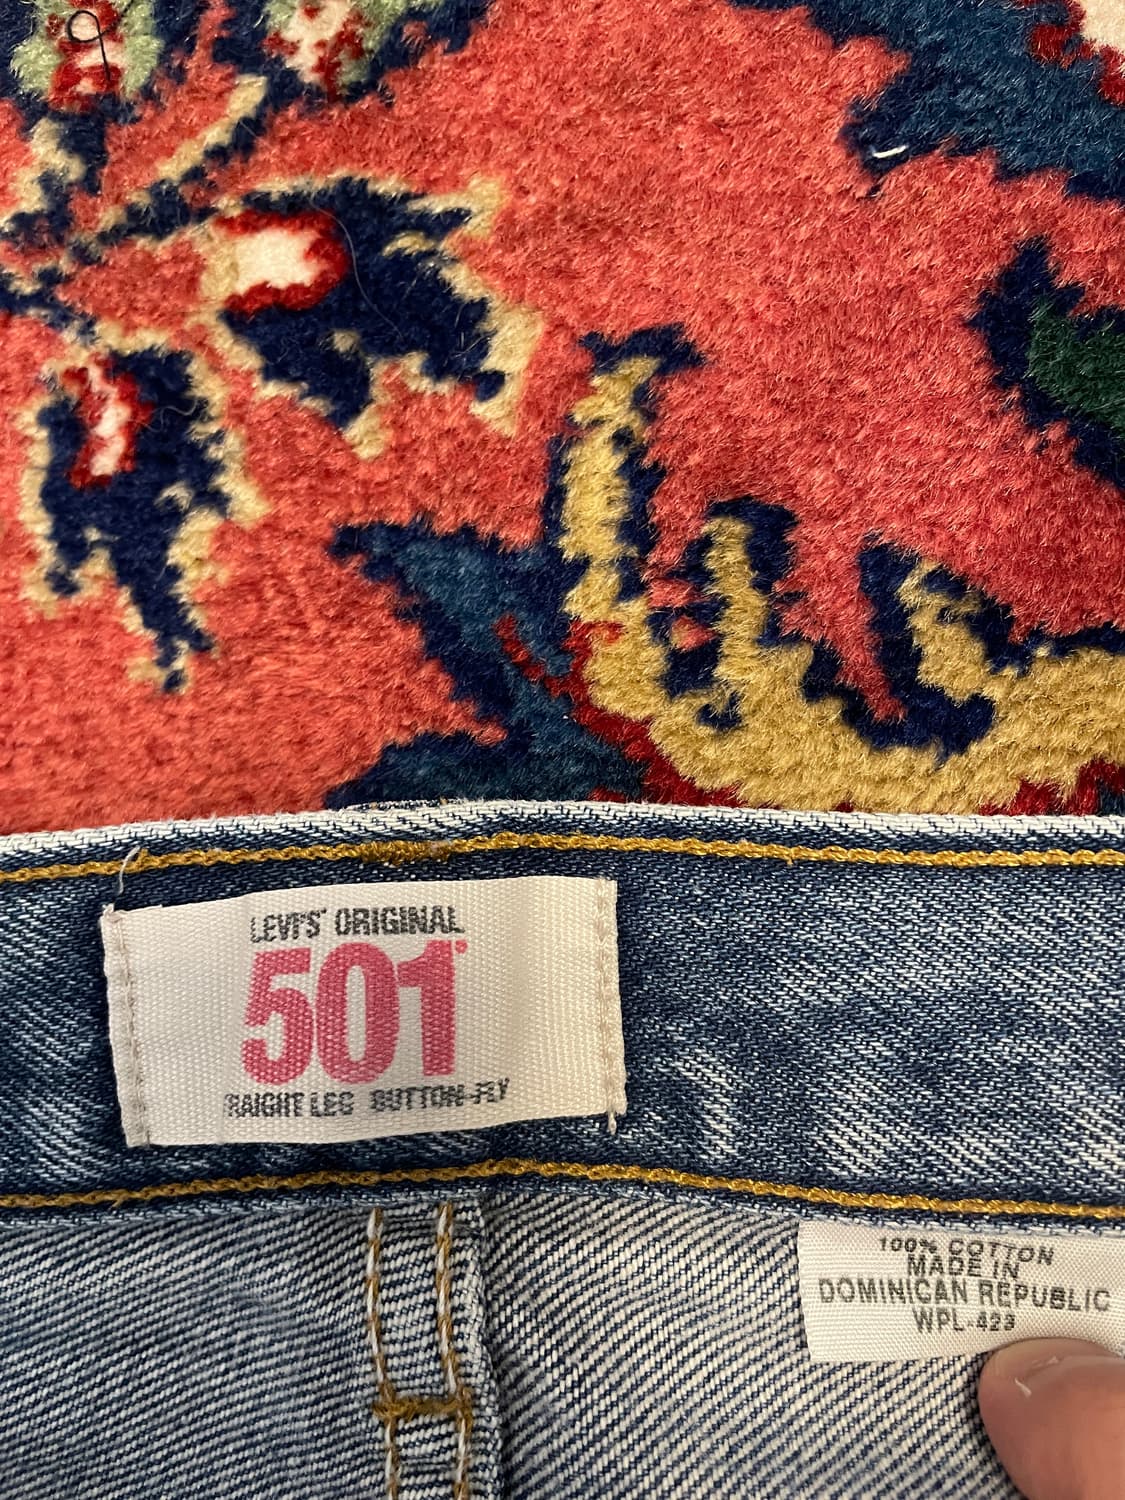 LEVI'S® ORIGINAL
501®
RAIGHT LEG BUTTON-FLY
100% COTTON
MADE IN
DOMINICAN REPUBLIC
WPL-423